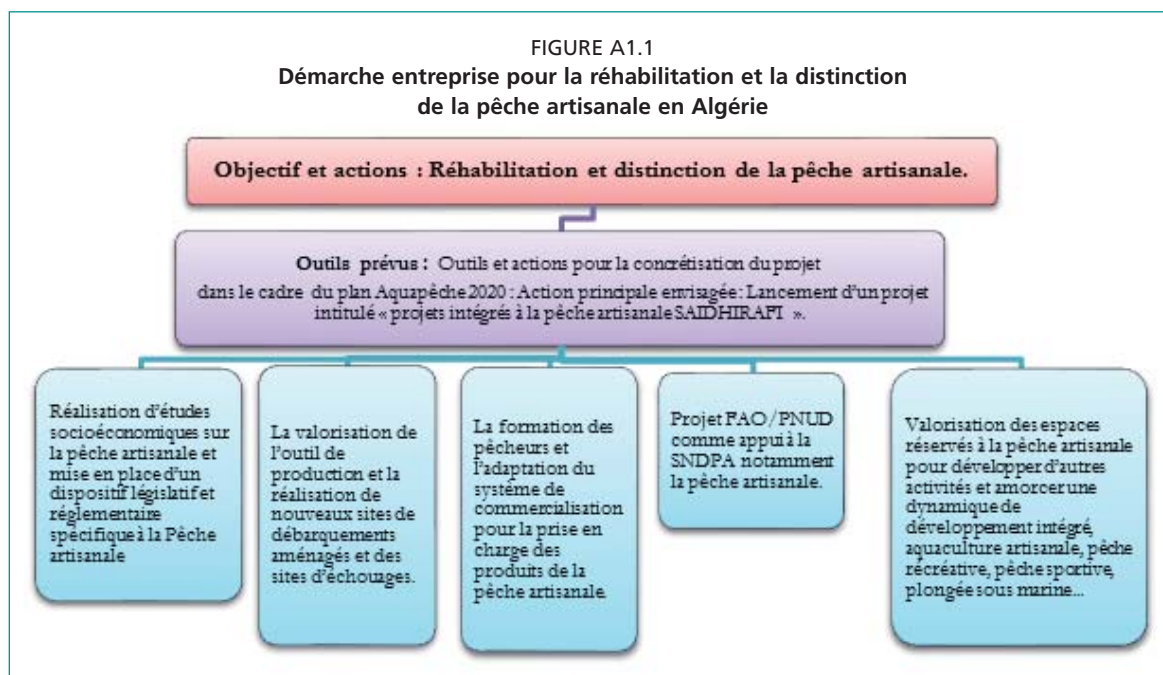 FIGURE A1.1
Démarche entreprise pour la réhabilitation et la distinction
de la pêche artisanale en Algérie
Objectif et actions : Réhabilitation et distinction de la pêche artisanale.
Outils prévus : Outils et actions pour la concrétisation du projet
dans le cadre du plan Aquapêche 2020 : Action principale envisagée: Lancement d'un projet
intitulé « projets intégrés à la pêche artisanale SAIDHIRAFI ».
Réalisation d'études
socioéconomiques sur
la pêche artisanale et
mise en place d'un
dispositif législatif et
réglementaire
spécifique à la Pêche
artisanale
La valorisation de
l'outil de
production et la
réalisation de
nouveaux sites de
débarquements
aménagés et des
sites d'échouages.
La formation des
pêcheurs et
l'adaptation du
système de
commercialisation
pour la prise en
charge des
produits de la
pêche artisanale.
Projet FAO/PNUD
comme appui à la
SNDPA notamment
la pêche artisanale.
Valorisation des espaces
réservés à la pêche artisanale
pour développer d'autres
activités et amorcer une
dynamique de
développement intégré,
aquaculture artisanale, pêche
récréative, pêche sportive,
plongée sous marine...